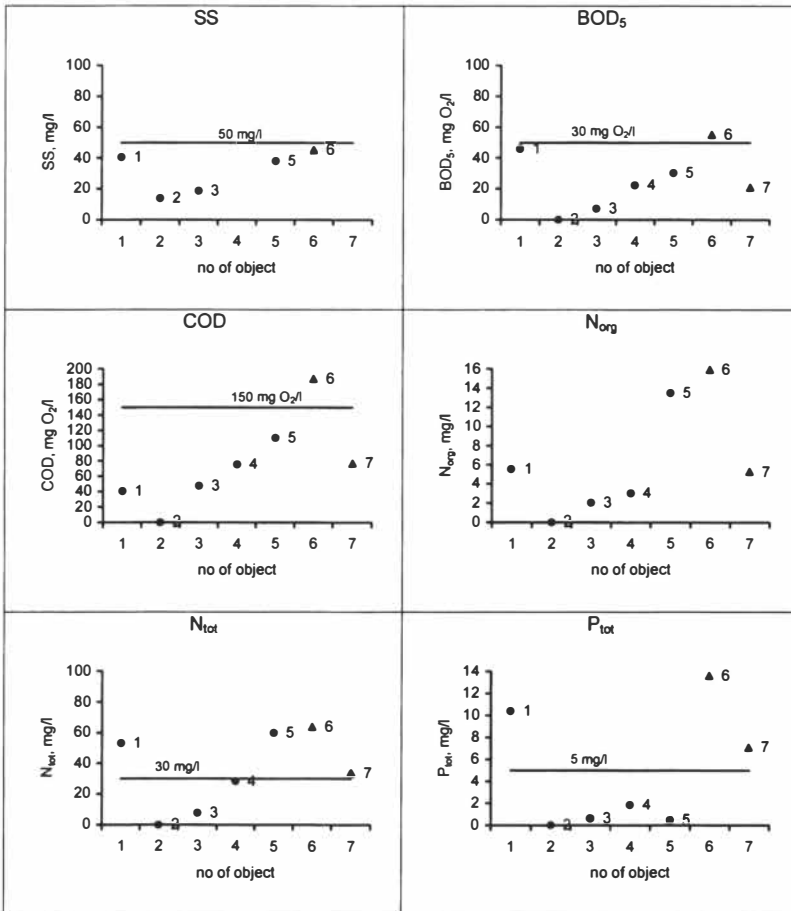 SS
100
80
60
40
20
0
SS, mg/l
50 mg/l
1
2
3
5
6
1 2 3 4 5 6 7
no of object
BOD₅
100
80
60
40
20
0
BOD₅, mg O₂/l
30 mg O₂/l
1
2
3
4
5
6
7
1 2 3 4 5 6 7
no of object
COD
200
180
160
140
120
100
80
60
40
20
0
COD, mg O₂/l
150 mg O₂/l
1
2
3
4
5
6
7
1 2 3 4 5 6 7
no of object
Norg
16
14
12
10
8
6
4
2
0
Norg, mg/l
1
2
3
4
5
6
7
1 2 3 4 5 6 7
no of object
Ntot
100
80
60
40
20
0
Ntot, mg/l
30 mg/l
1
2
3
4
5
6
7
1 2 3 4 5 6 7
no of object
Ptot
14
12
10
8
6
4
2
0
Ptot, mg/l
5 mg/l
1
2
3
4
5
6
7
1 2 3 4 5 6 7
no of object